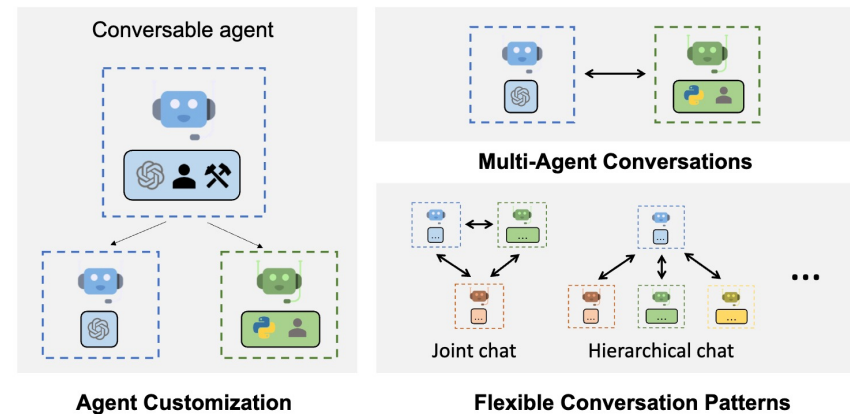 Conversable agent
Agent Customization
Multi-Agent Conversations
...
...
...
...
...
...
...
...
Joint chat
Hierarchical chat
Flexible Conversation Patterns